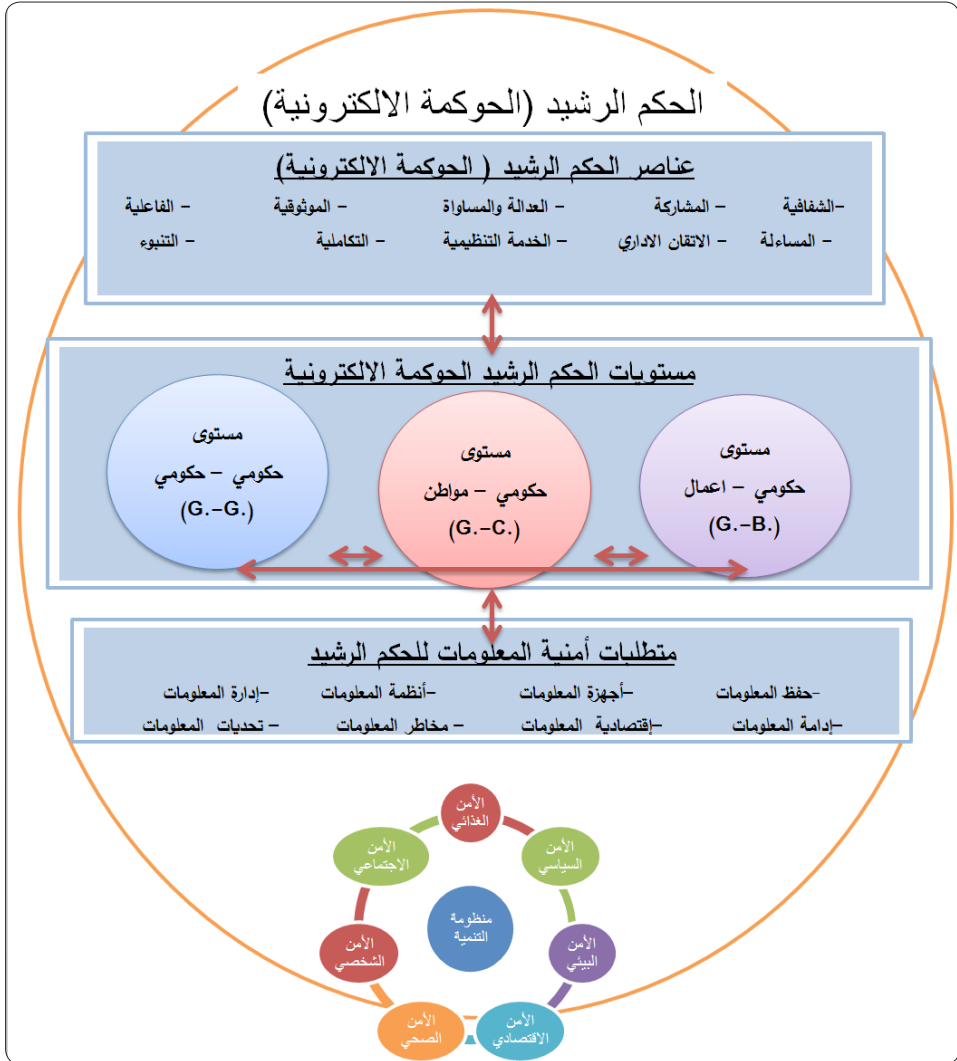 الحكم الرشيد (الحوكمة الالكترونية)
عناصر الحكم الرشيد ( الحوكمة الالكترونية)
-الشفافية – المشاركة – العدالة والمساواة – الموثوقية – الفاعلية
– المساءلة – الاتقان الاداري – الخدمة التنظيمية – التكاملية – التنبوء
مستويات الحكم الرشيد الحوكمة الالكترونية
مستوى
حكومي – اعمال
(G.-B.)
مستوى
حكومي – مواطن
(G.-C.)
مستوى
حكومي – حكومي
(G.-G.)
متطلبات أمنية المعلومات للحكم الرشيد
-حفظ المعلومات -أجهزة المعلومات -أنظمة المعلومات -إدارة المعلومات
–إدامة المعلومات –إقتصادية المعلومات – مخاطر المعلومات – تحديات المعلومات
الأمن
الغذائي
الأمن
السياسي
الأمن
البيئي
الأمن
الاقتصادي
الأمن
الصحي
الأمن
الشخصي
الأمن
الاجتماعي
منظومة
التنمية